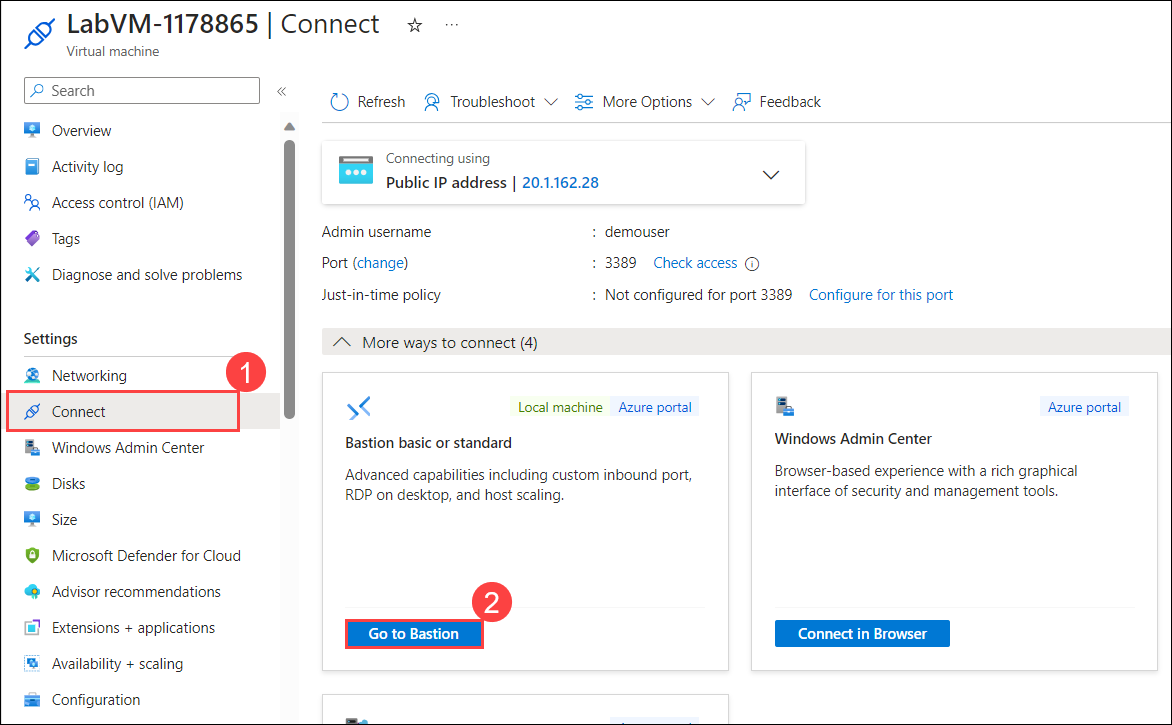 LabVM-1178865 | Connect
Virtual machine
Search
Overview
Activity log
Access control (IAM)
Tags
Diagnose and solve problems
Settings
Networking
1
Connect
Windows Admin Center
Disks
Size
Microsoft Defender for Cloud
Advisor recommendations
Extensions + applications
Availability + scaling
Configuration
Refresh
Troubleshoot
More Options
Feedback
Connecting using
Public IP address | 20.1.162.28
Admin username : demouser
Port (change) : 3389 Check access
Just-in-time policy : Not configured for port 3389 Configure for this port
More ways to connect (4)
Local machine Azure portal
Bastion basic or standard
Advanced capabilities including custom inbound port,
RDP on desktop, and host scaling.
2
Go to Bastion
Azure portal
Windows Admin Center
Browser-based experience with a rich graphical
interface of security and management tools.
Connect in Browser